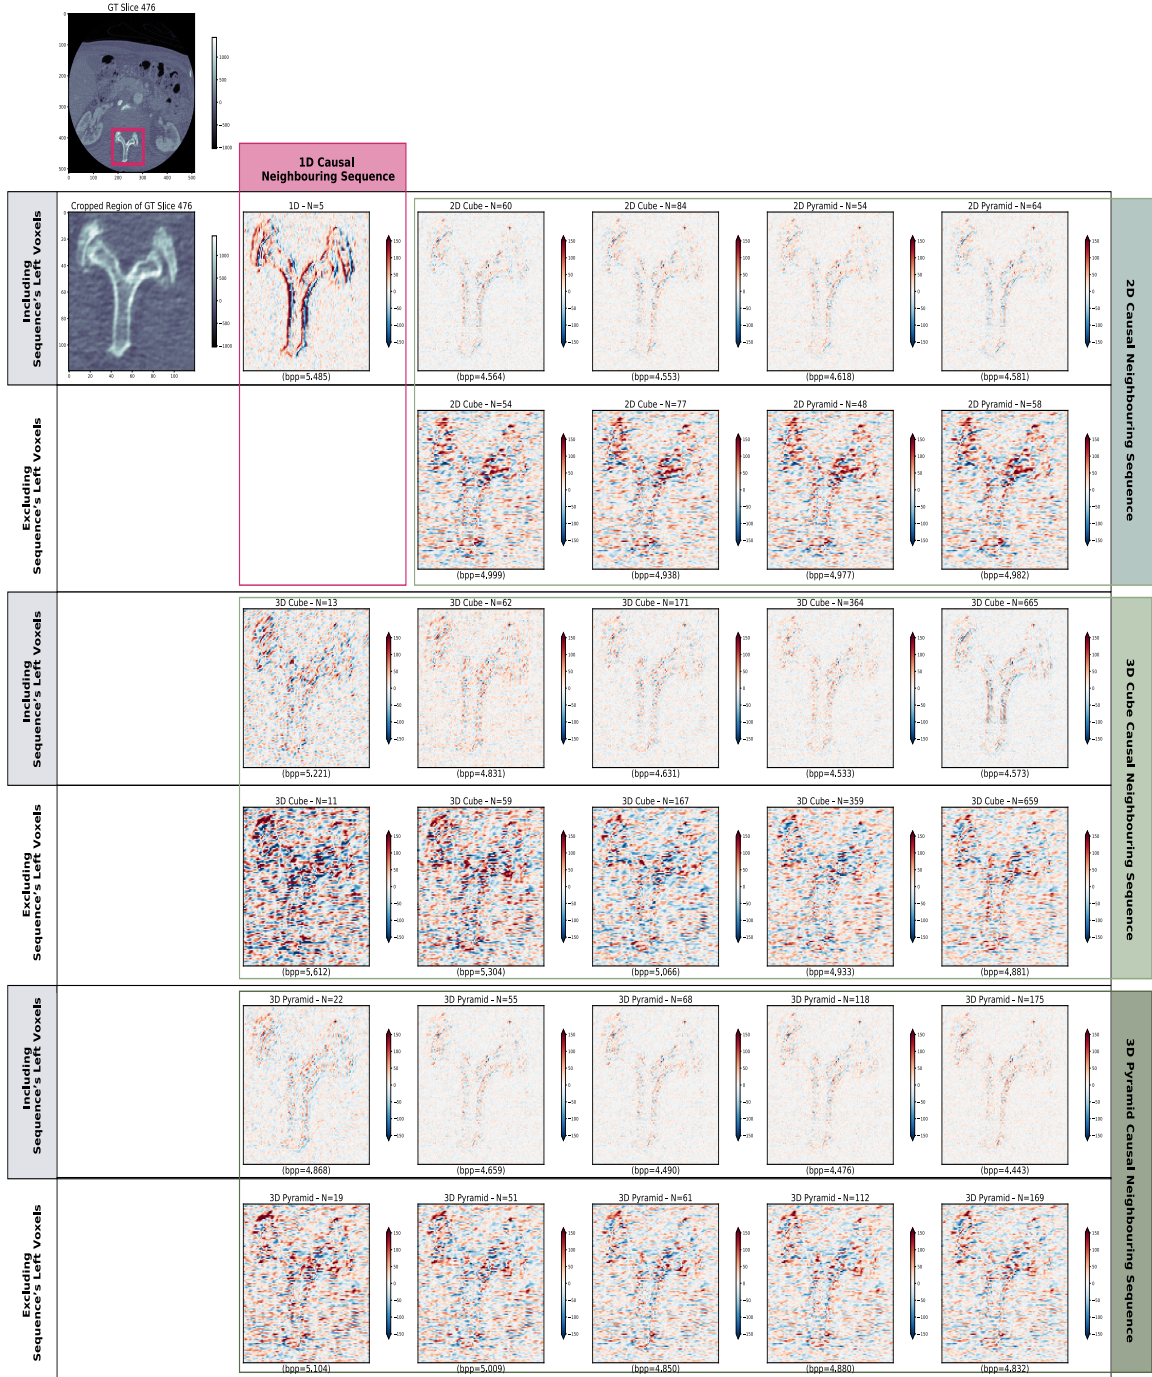 GT Slice 476
1D Causal
Neighbouring Sequence
Including
Sequence's Left Voxels
Cropped Region of GT Slice 476
1D – N=5
(bpp=5.485)
2D Cube – N=60
(bpp=4.564)
2D Cube – N=84
(bpp=4.553)
2D Pyramid – N=54
(bpp=4.618)
2D Pyramid – N=64
(bpp=4.581)
2D Causal Neighbouring Sequence
Excluding
Sequence's Left Voxels
2D Cube – N=54
(bpp=4.999)
2D Cube – N=77
(bpp=4.938)
2D Pyramid – N=48
(bpp=4.977)
2D Pyramid – N=58
(bpp=4.982)
Including
Sequence's Left Voxels
3D Cube – N=13
(bpp=5.221)
3D Cube – N=62
(bpp=4.831)
3D Cube – N=171
(bpp=4.631)
3D Cube – N=364
(bpp=4.533)
3D Cube – N=665
(bpp=4.573)
3D Cube Causal Neighbouring Sequence
Excluding
Sequence's Left Voxels
3D Cube – N=11
(bpp=5.612)
3D Cube – N=59
(bpp=5.304)
3D Cube – N=167
(bpp=5.066)
3D Cube – N=359
(bpp=4.933)
3D Cube – N=659
(bpp=4.881)
Including
Sequence's Left Voxels
3D Pyramid – N=22
(bpp=4.868)
3D Pyramid – N=55
(bpp=4.659)
3D Pyramid – N=68
(bpp=4.490)
3D Pyramid – N=118
(bpp=4.476)
3D Pyramid – N=175
(bpp=4.443)
3D Pyramid Causal Neighbouring Sequence
Excluding
Sequence's Left Voxels
3D Pyramid – N=19
(bpp=5.104)
3D Pyramid – N=51
(bpp=5.009)
3D Pyramid – N=61
(bpp=4.850)
3D Pyramid – N=112
(bpp=4.880)
3D Pyramid – N=169
(bpp=4.832)